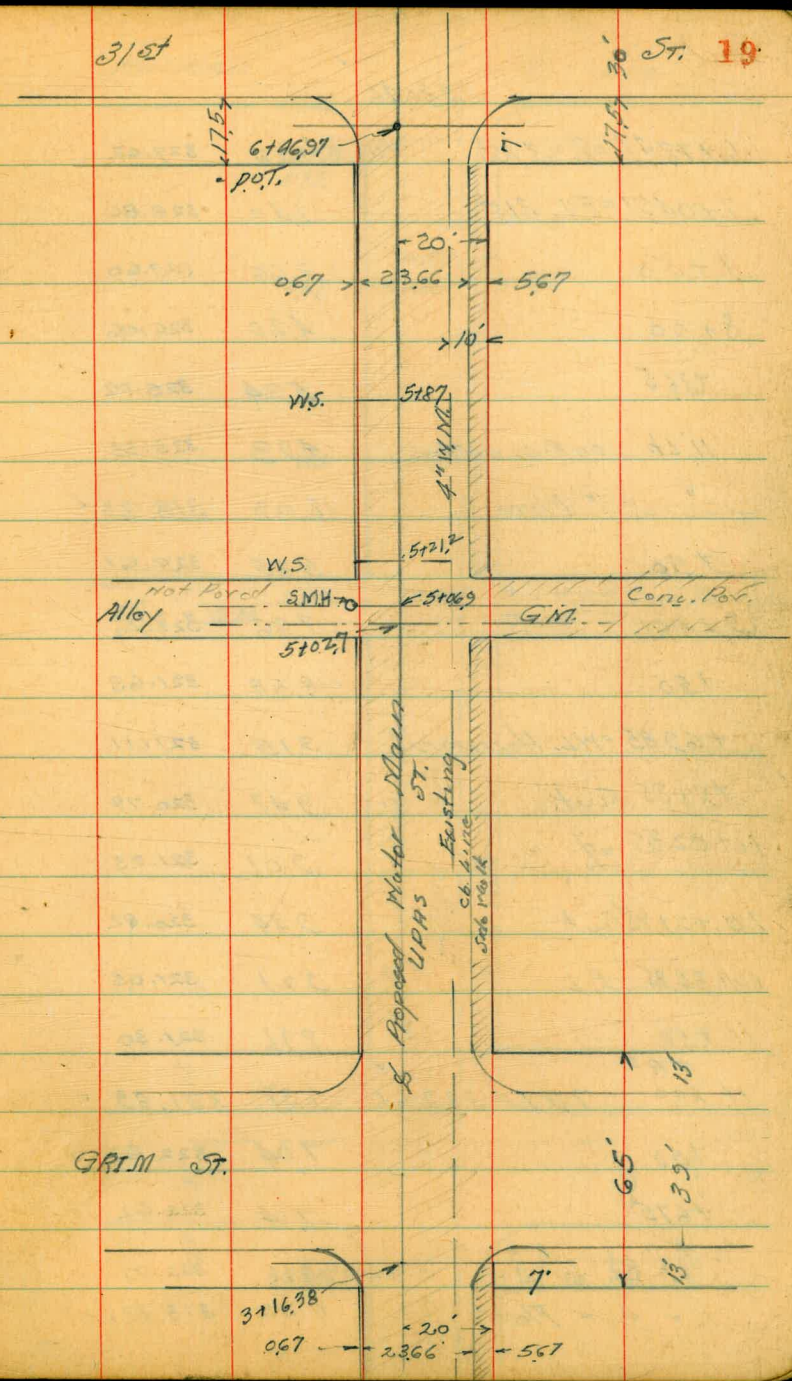 31st St. 19
30'
17.5
17.5
6+46.97
P.O.T.
7'
20'
0.67 23.66 5.67
10'
W.S. 5+87
4" W.M.
W.S. 5+21.2
Not Paved S.M.H. 5+06.9 Conc. Pav.
Alley G.M.
5+02.7
Proposed Water Main
UPAS ST.
Existing
cb. line
Sidewalk
13'
GRIM ST.
65'
39'
13'
7'
3+16.38
20'
0.67 23.66 5.67